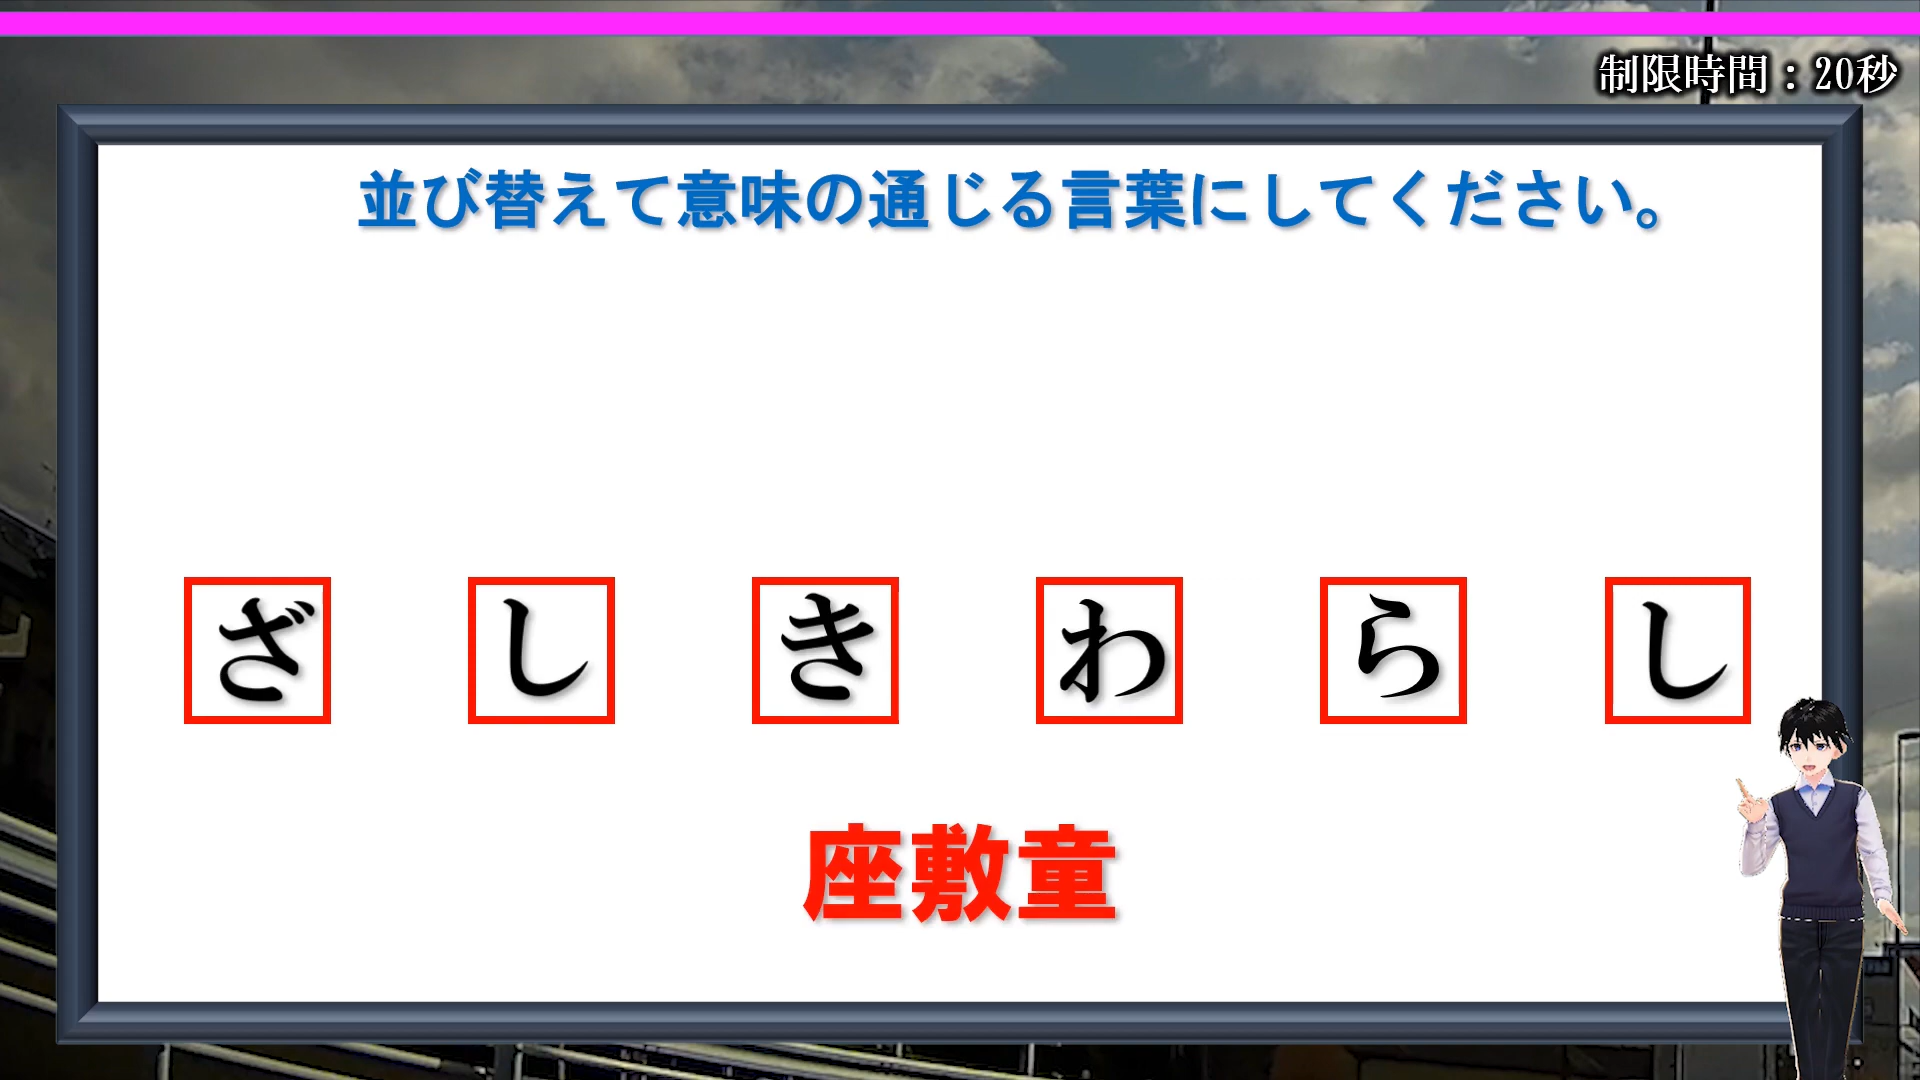 制限時間：20秒
並び替えて意味の通じる言葉にしてください。
ざ し き わ ら し
座敷童